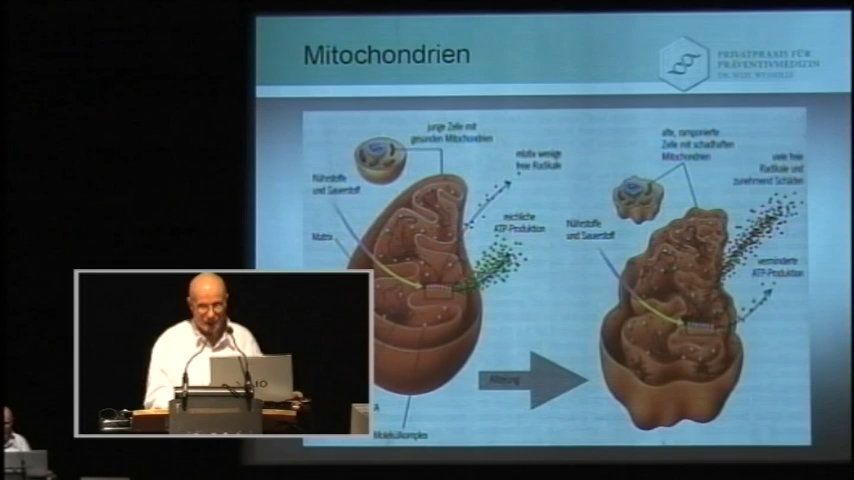 Mitochondrien
PRIVATPRAXIS FÜR
PRÄVENTIVMEDIZIN
junge Zelle mit
gesunden Mitochondrien
relativ wenige
freie Radikale
Nährstoffe
und Sauerstoff
Matrix
reichliche
ATP-Produktion
alte, ramponierte
Zelle mit schadhaften
Mitochondrien
viele freie
Radikale und
zunehmend Schäden
Nährstoffe
und Sauerstoff
verminderte
ATP-Produktion
Alterung
A
Molekülkomplex